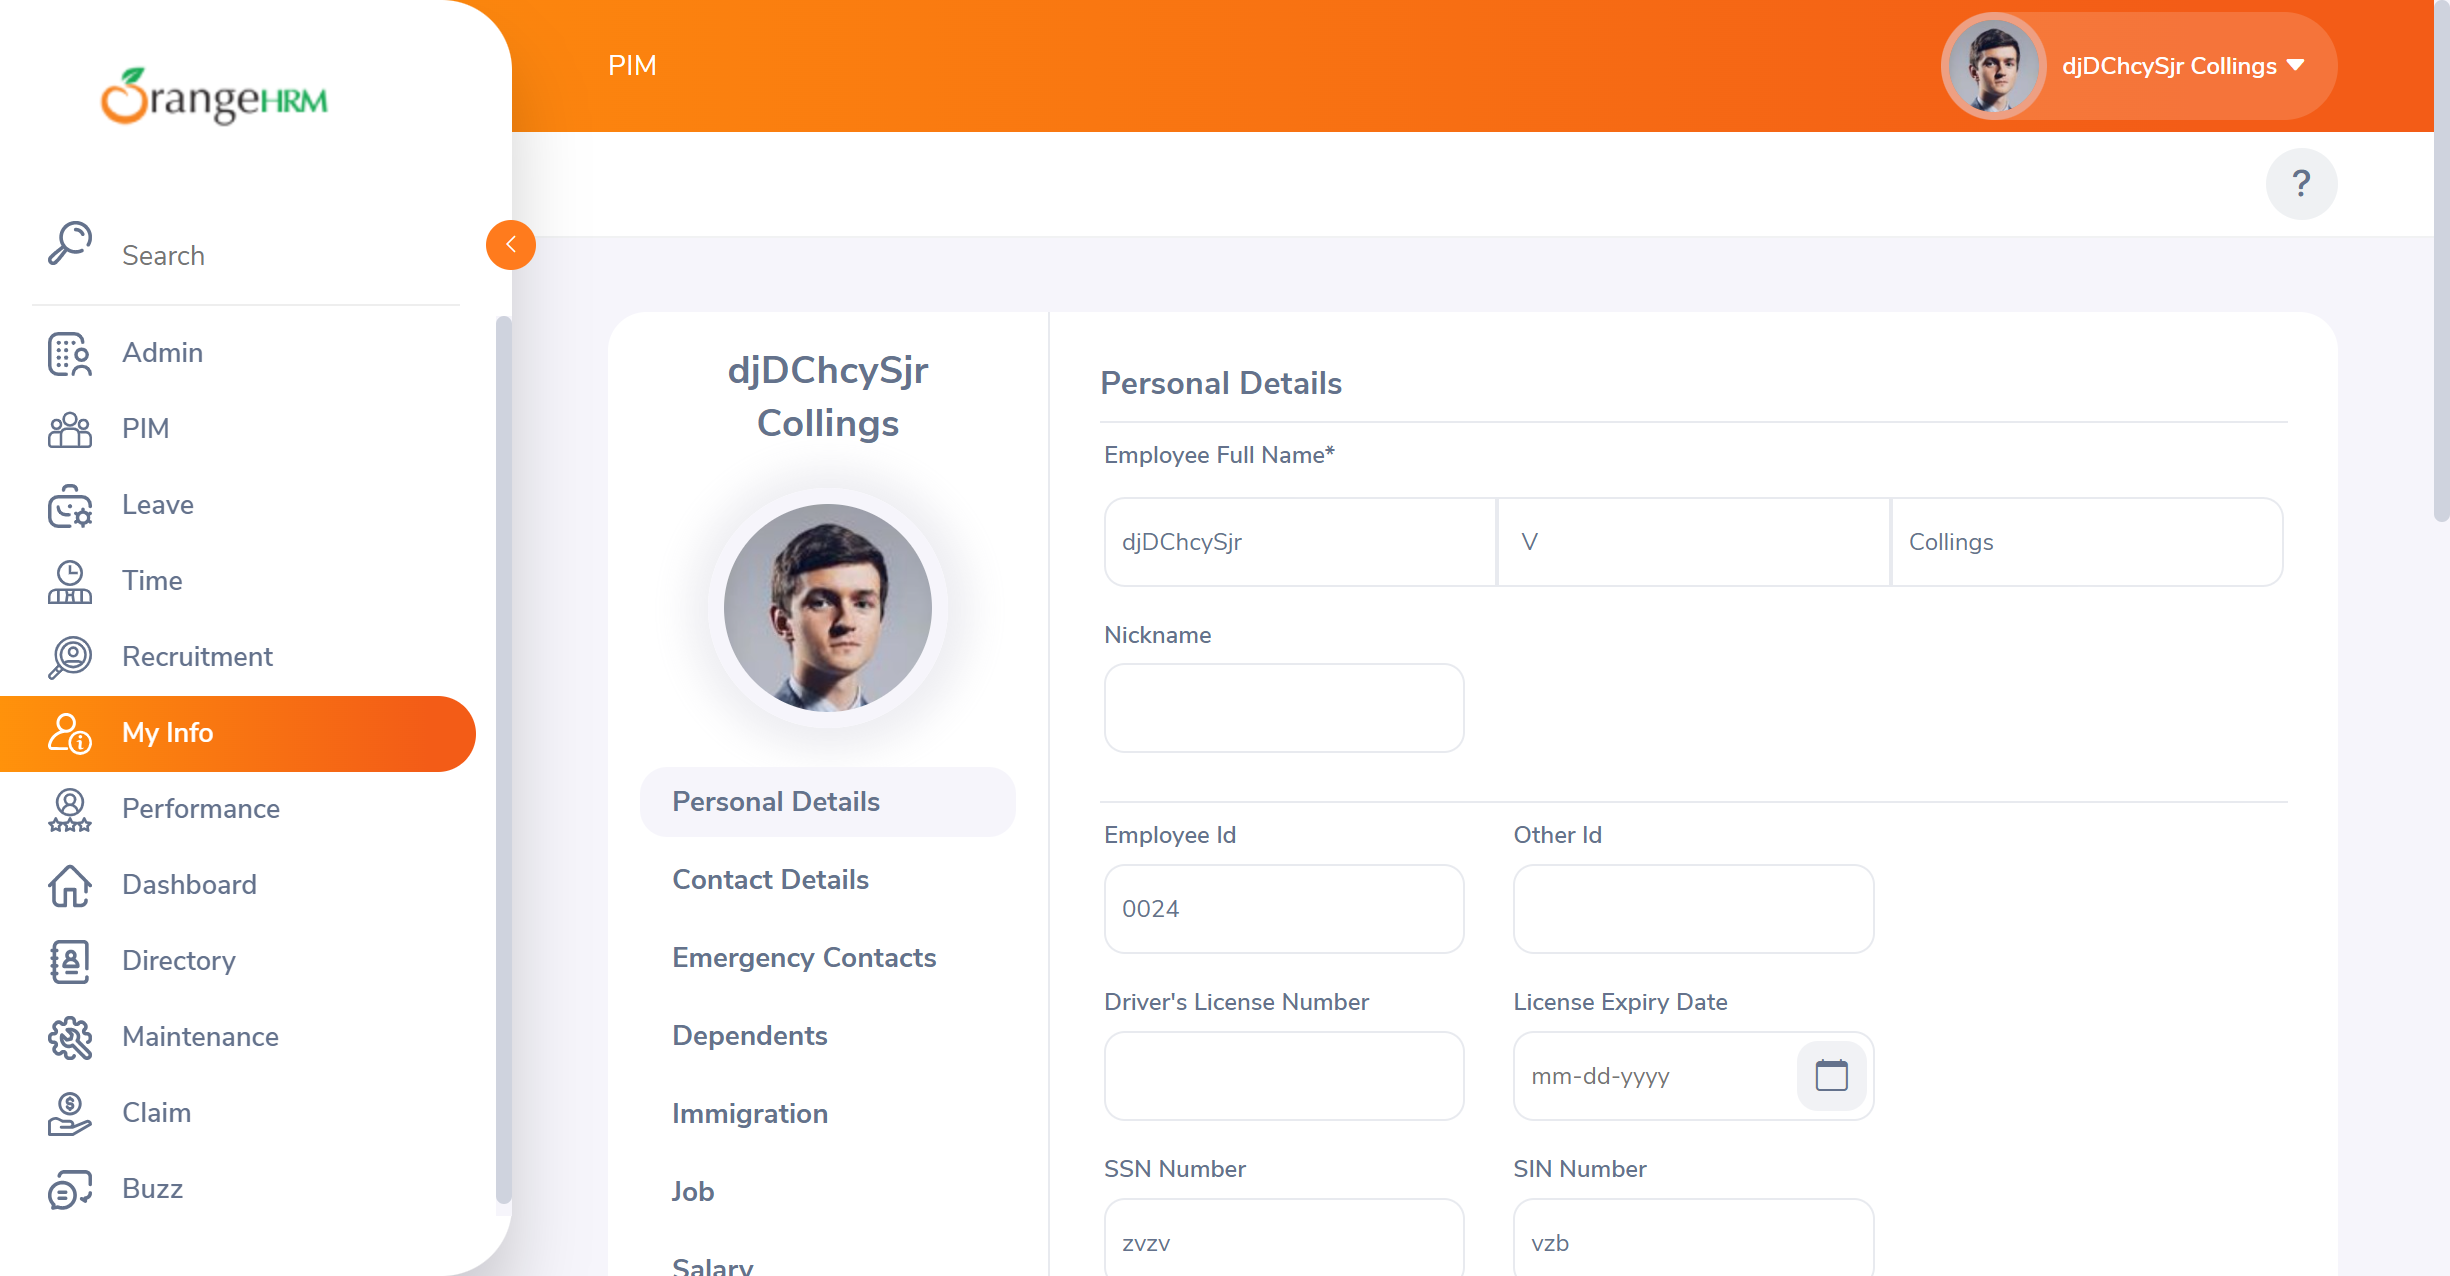 OrangeHRM
Search
Admin
PIM
Leave
Time
Recruitment
My Info
Performance
Dashboard
Directory
Maintenance
Claim
Buzz
PIM
djDChcySjr Collings
?
djDChcySjr
Collings
Personal Details
Contact Details
Emergency Contacts
Dependents
Immigration
Job
Salary
Personal Details
Employee Full Name*
djDChcySjr V Collings
Nickname
Employee Id Other Id
0024
Driver's License Number License Expiry Date
mm-dd-yyyy
SSN Number SIN Number
zvzv vzb